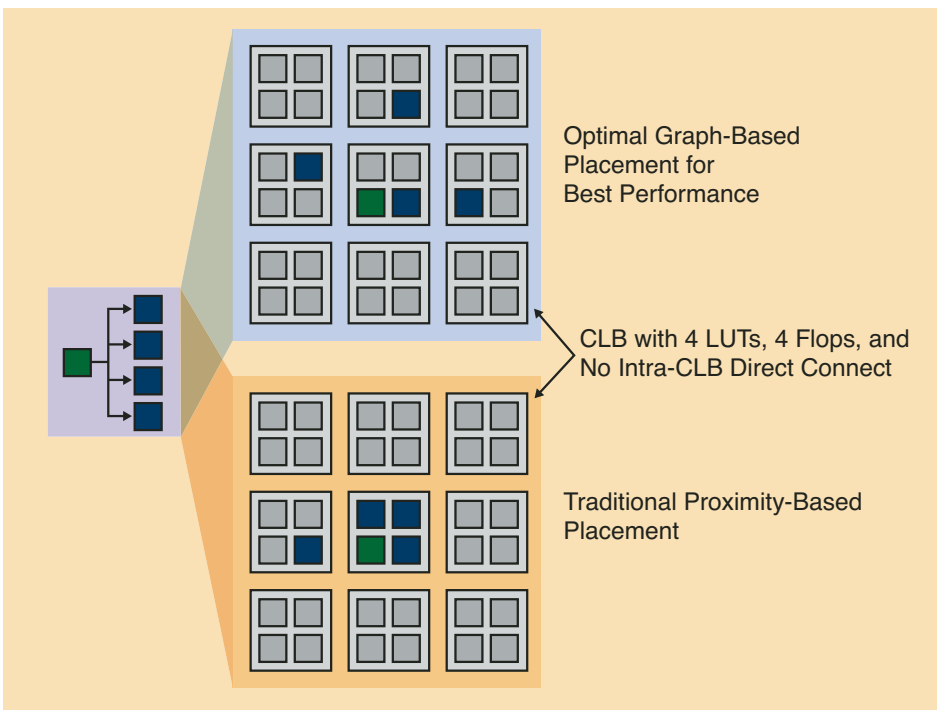 Optimal Graph-Based
Placement for
Best Performance
CLB with 4 LUTs, 4 Flops, and
No Intra-CLB Direct Connect
Traditional Proximity-Based
Placement